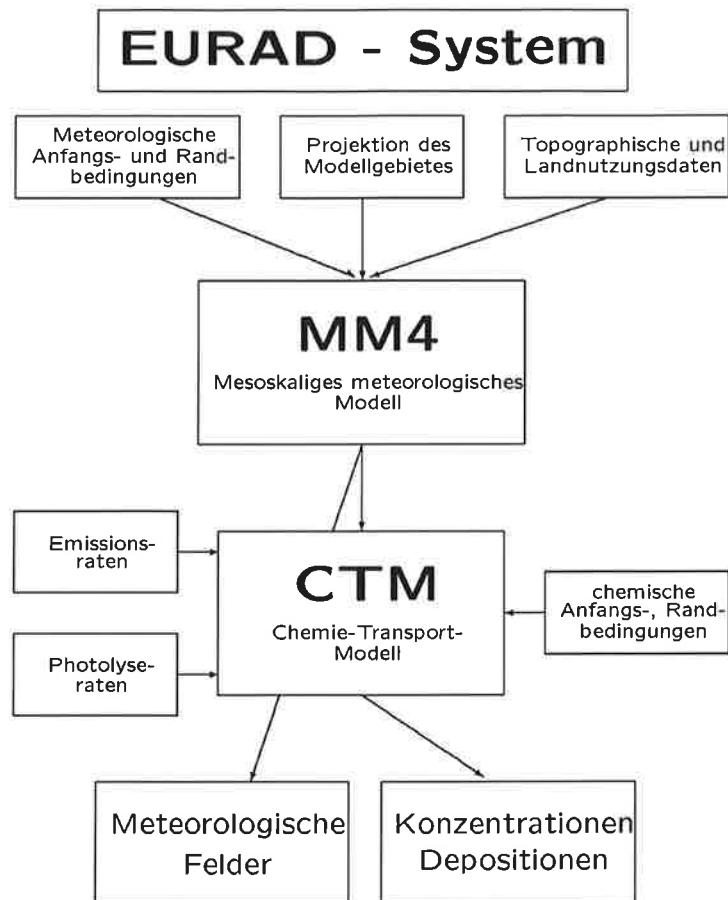 EURAD - System
Meteorologische
Anfangs- und Rand-
bedingungen
Projektion des
Modellgebietes
Topographische und
Landnutzungsdaten
MM4
Mesoskaliges meteorologisches
Modell
Emissions-
raten
CTM
Chemie-Transport-
Modell
chemische
Anfangs-, Rand-
bedingungen
Photolyse-
raten
Meteorologische
Felder
Konzentrationen
Depositionen